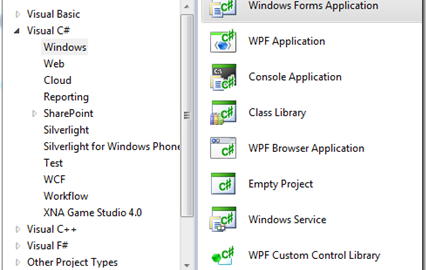 Visual Basic
Visual C#
Windows
Web
Cloud
Reporting
SharePoint
Silverlight
Silverlight for Windows Phone
Test
WCF
Workflow
XNA Game Studio 4.0
Visual C++
Visual F#
Other Project Types
Windows Forms Application
WPF Application
Console Application
Class Library
WPF Browser Application
Empty Project
Windows Service
WPF Custom Control Library